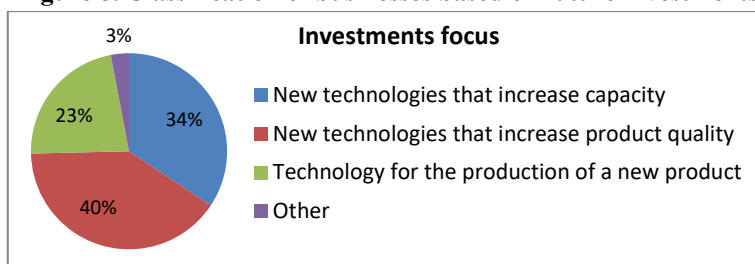 Investments focus
3%
34%
23%
40%
New technologies that increase capacity
New technologies that increase product quality
Technology for the production of a new product
Other